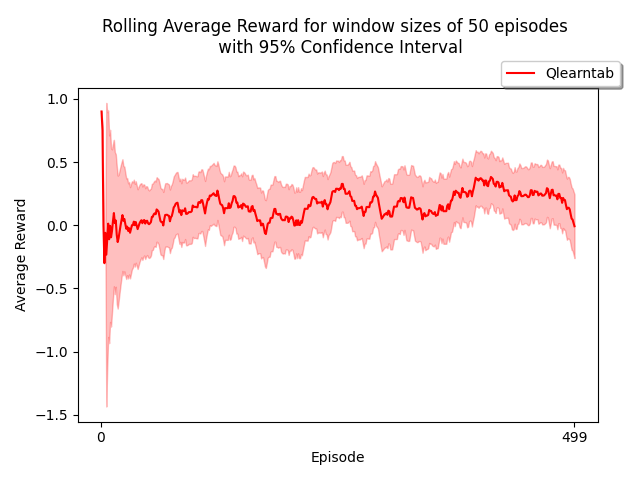 Rolling Average Reward for window sizes of 50 episodes
with 95% Confidence Interval
Qlearntab
1.0
0.5
0.0
−0.5
−1.0
−1.5
Average Reward
0
499
Episode